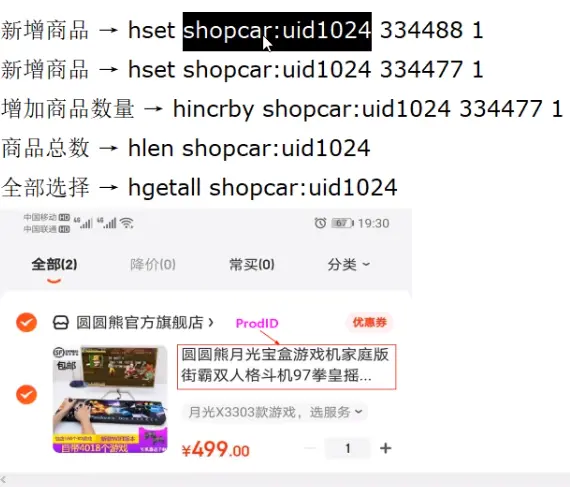 新增商品 → hset shopcar:uid1024 334488 1
新增商品 → hset shopcar:uid1024 334477 1
增加商品数量 → hincrby shopcar:uid1024 334477 1
商品总数 → hlen shopcar:uid1024
全部选择 → hgetall shopcar:uid1024
中国移动 HD 4G 4G 67 19:30
中国联通 HD
全部(2) 降价(0) 常买(0) 分类
圆圆熊官方旗舰店 ProdID 优惠券
包邮
圆圆熊月光宝盒游戏机家庭版
街霸双人格斗机97拳皇摇...
月光X3303款游戏，选服务
自带4018个游戏
¥499.00 1 +